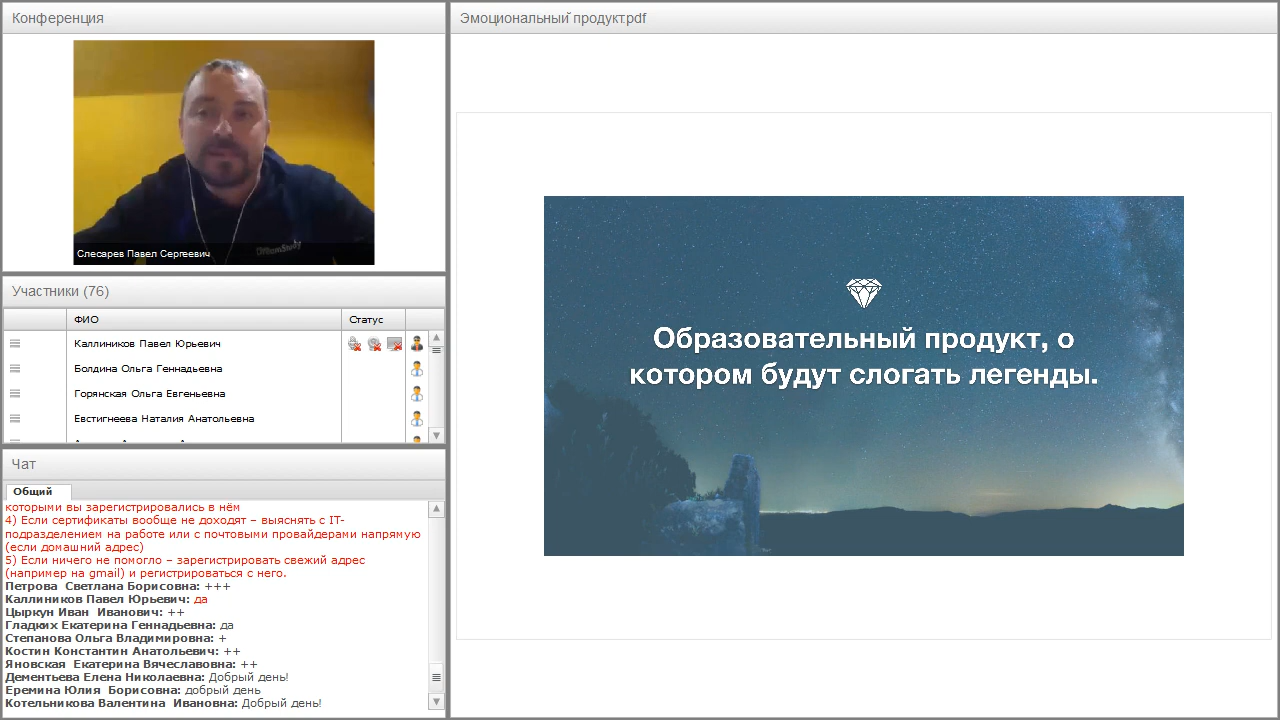 Конференция
Слесарев Павел Сергеевич
Участники (76)
ФИО Статус
Каллиников Павел Юрьевич
Болдина Ольга Геннадьевна
Горянская Ольга Евгеньевна
Евстигнеева Наталия Анатольевна
Чат
Общий
которыми вы зарегистрировались в нём
4) Если сертификаты вообще не доходят – выяснять с IT-
подразделением на работе или с почтовыми провайдерами напрямую
(если домашний адрес)
5) Если ничего не помогло – зарегистрировать свежий адрес
(например на gmail) и регистрироваться с него.
Петрова Светлана Борисовна: +++
Каллиников Павел Юрьевич: да
Цыркун Иван Иванович: ++
Гладких Екатерина Геннадьевна: да
Степанова Ольга Владимировна: +
Костин Константин Анатольевич: ++
Яновская Екатерина Вячеславовна: ++
Дементьева Елена Николаевна: Добрый день!
Еремина Юлия Борисовна: добрый день
Котельникова Валентина Ивановна: Добрый день!
Эмоциональный продукт.pdf
Образовательный продукт, о
котором будут слогать легенды.